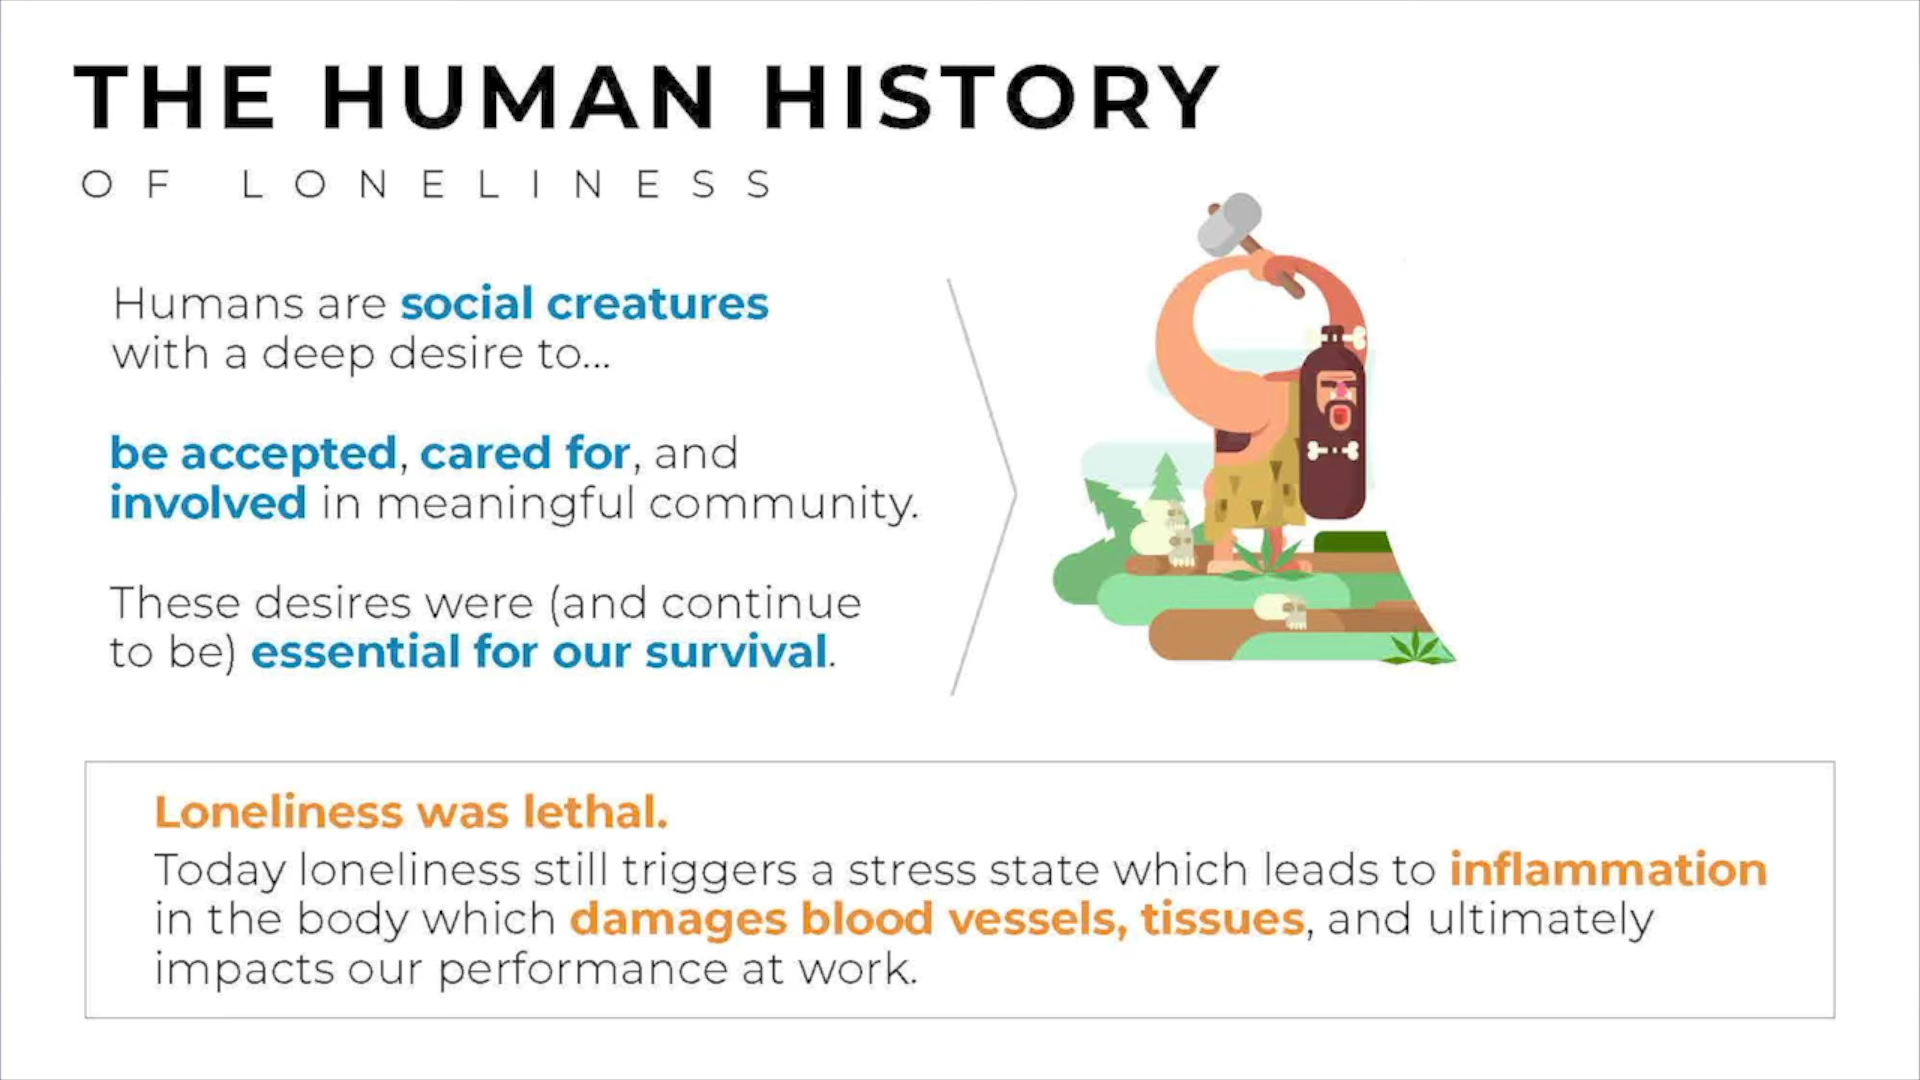 THE HUMAN HISTORY
OF LONELINESS
Humans are social creatures
with a deep desire to...
be accepted, cared for, and
involved in meaningful community.
These desires were (and continue
to be) essential for our survival.
Loneliness was lethal.
Today loneliness still triggers a stress state which leads to inflammation
in the body which damages blood vessels, tissues, and ultimately
impacts our performance at work.